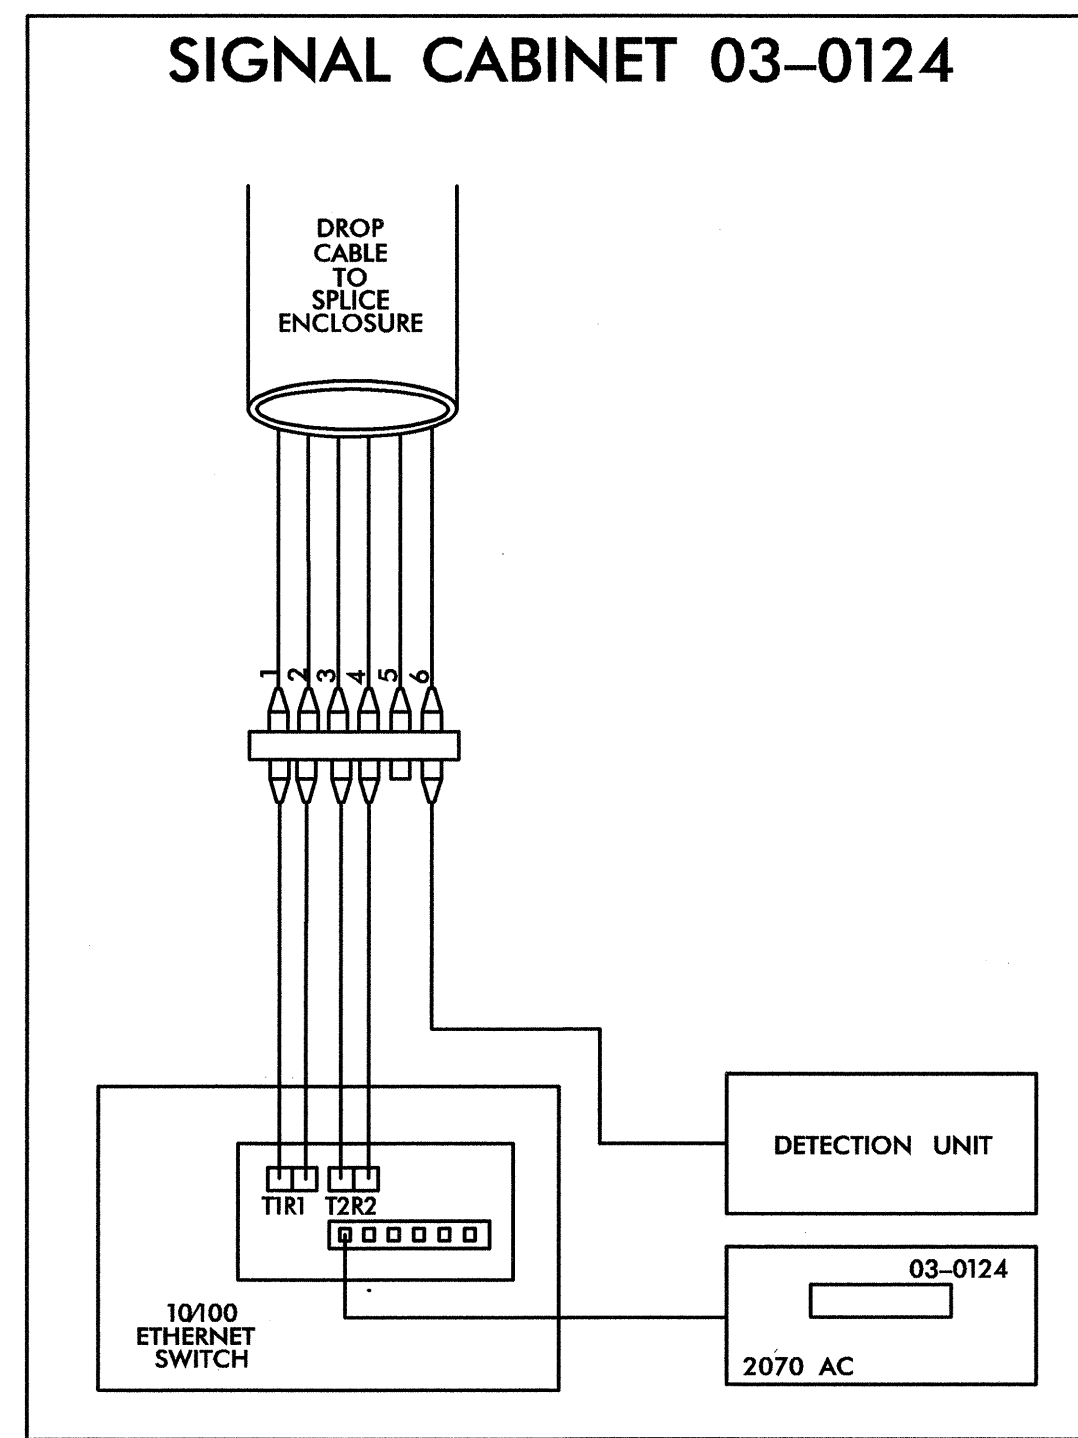 SIGNAL CABINET 03–0124
DROP
CABLE
TO
SPLICE
ENCLOSURE
1 2 3 4 5 6
T1R1 T2R2
10/100
ETHERNET
SWITCH
DETECTION UNIT
03–0124
2070 AC